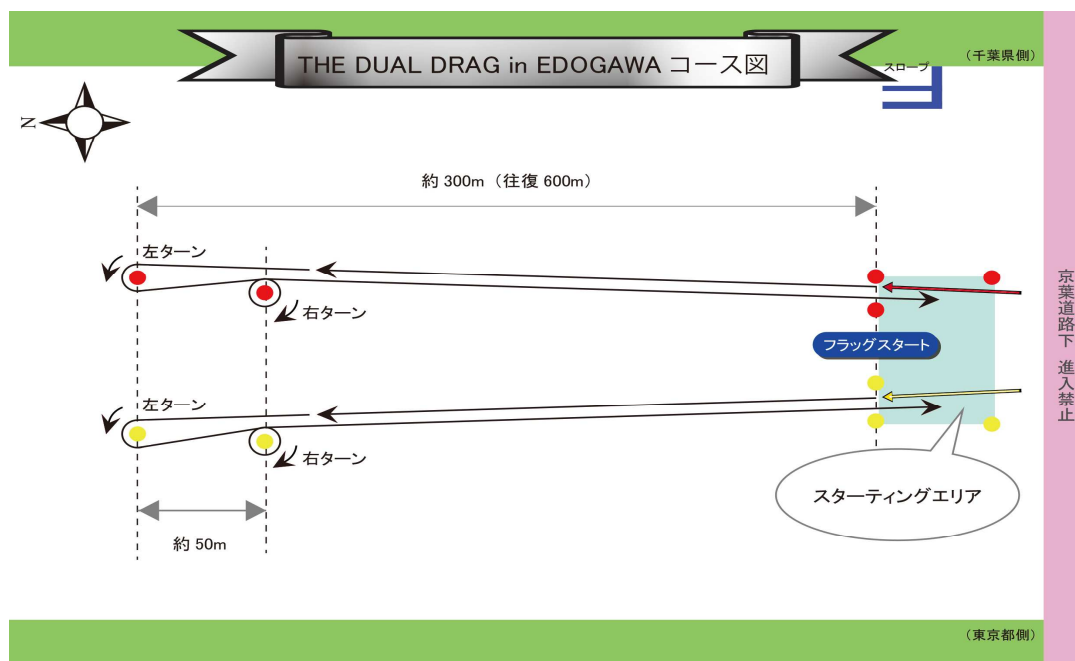 THE DUAL DRAG in EDOGAWA コース図
（千葉県側）
スロープ
N
約 300m（往復 600m）
左ターン
右ターン
フラッグスタート
左ターン
右ターン
スターティングエリア
約 50m
京葉道路下 進入禁止
（東京都側）